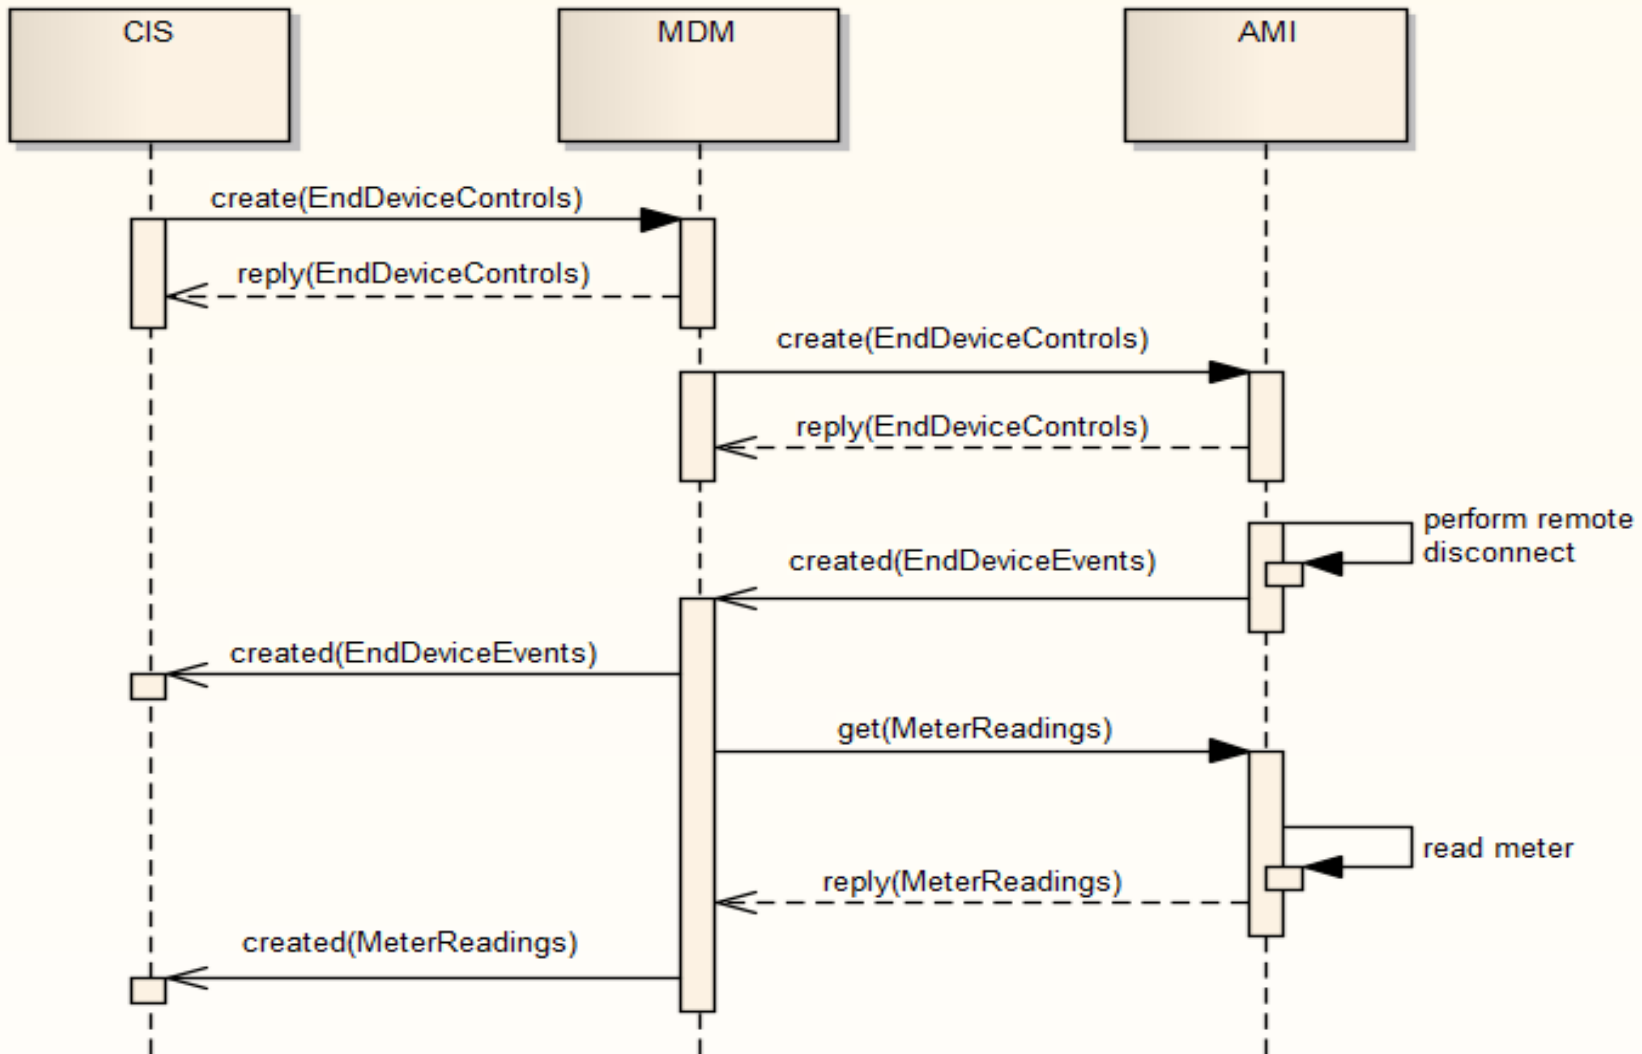 CIS
MDM
AMI
create(EndDeviceControls)
reply(EndDeviceControls)
create(EndDeviceControls)
reply(EndDeviceControls)
perform remote
disconnect
created(EndDeviceEvents)
created(EndDeviceEvents)
get(MeterReadings)
read meter
reply(MeterReadings)
created(MeterReadings)